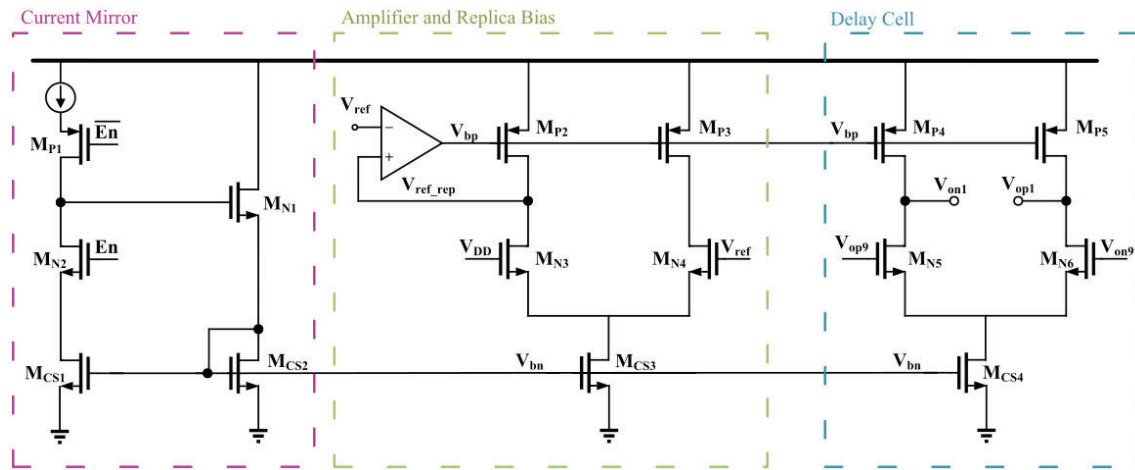 Current Mirror
Amplifier and Replica Bias
Delay Cell
En
M_P1
M_N1
En
M_N2
M_CS1
M_CS2
V_ref
−
+
V_bp
V_ref_rep
M_P2
M_P3
V_DD
M_N3
M_N4
V_ref
V_bn
M_CS3
V_bp
M_P4
M_P5
V_on1
V_op1
V_op9
M_N5
M_N6
V_on9
V_bn
M_CS4